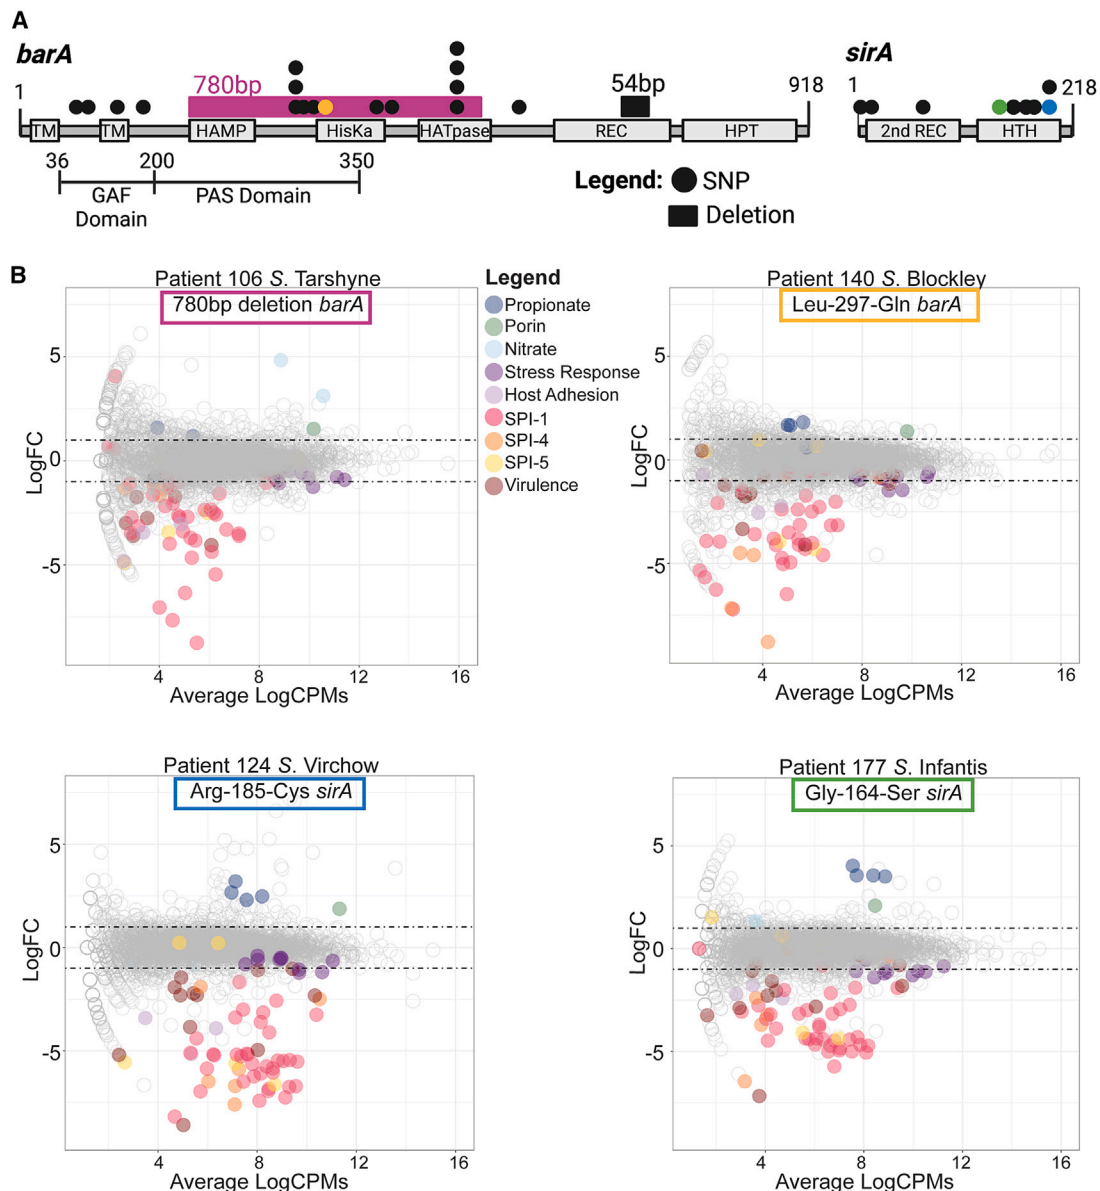 A
barA
sirA
780bp
54bp
1
918
1
218
TM
TM
HAMP
HisKa
HATpase
REC
HPT
2nd REC
HTH
36
200
350
GAF
Domain
PAS Domain
Legend:
SNP
Deletion
B
Patient 106 S. Tarshyne
780bp deletion barA
5
0
-5
LogFC
4
8
12
16
Average LogCPMs
Legend
Propionate
Porin
Nitrate
Stress Response
Host Adhesion
SPI-1
SPI-4
SPI-5
Virulence
Patient 140 S. Blockley
Leu-297-Gln barA
5
0
-5
LogFC
4
8
12
16
Average LogCPMs
Patient 124 S. Virchow
Arg-185-Cys sirA
5
0
-5
LogFC
4
8
12
16
Average LogCPMs
Patient 177 S. Infantis
Gly-164-Ser sirA
5
0
-5
LogFC
4
8
12
16
Average LogCPMs